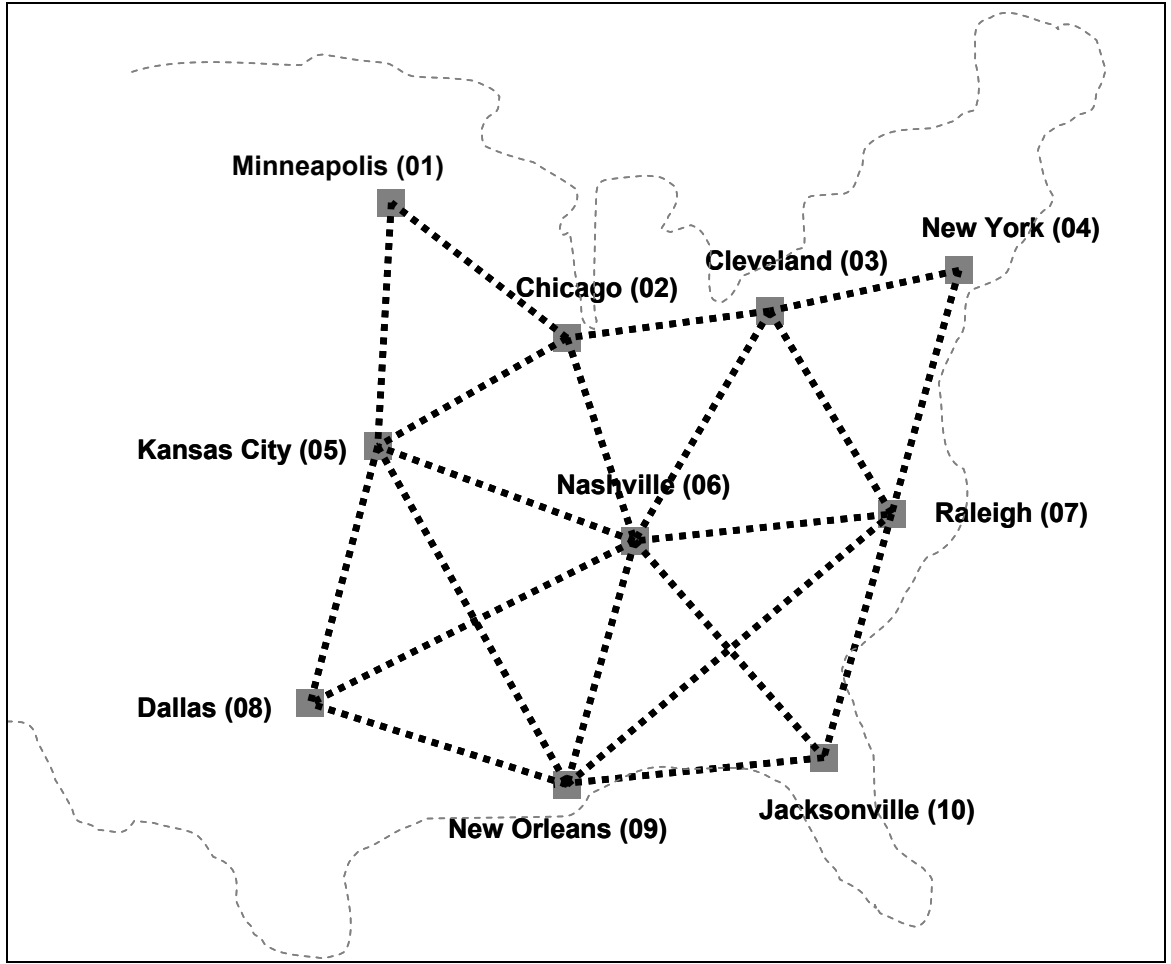 Minneapolis (01)
New York (04)
Cleveland (03)
Chicago (02)
Kansas City (05)
Nashville (06)
Raleigh (07)
Dallas (08)
Jacksonville (10)
New Orleans (09)